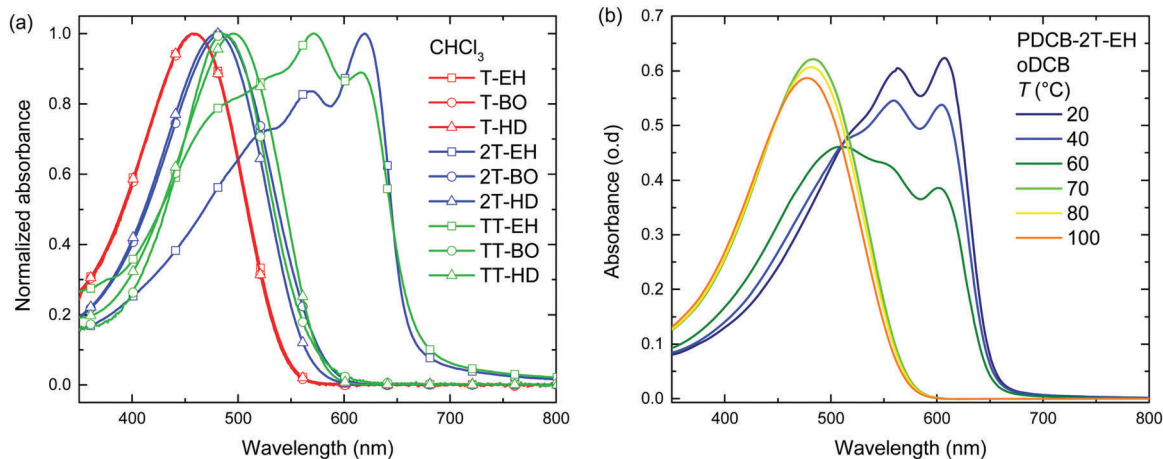 (a)
Normalized absorbance
1.0
0.8
0.6
0.4
0.2
0.0
CHCl3
T-EH
T-BO
T-HD
2T-EH
2T-BO
2T-HD
TT-EH
TT-BO
TT-HD
400 500 600 700 800
Wavelength (nm)
(b)
Absorbance (o.d)
0.7
0.6
0.5
0.4
0.3
0.2
0.1
0.0
PDCB-2T-EH
oDCB
T (°C)
20
40
60
70
80
100
400 500 600 700 800
Wavelength (nm)